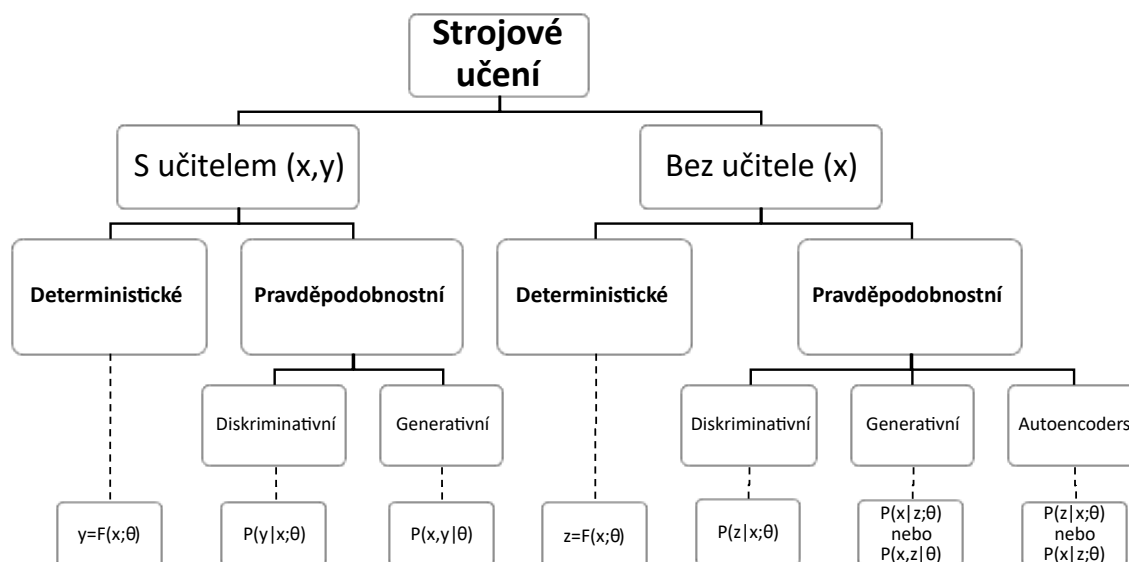 Strojové
učení
S učitelem (x,y)
Bez učitele (x)
Deterministické
Pravděpodobnostní
Deterministické
Pravděpodobnostní
Diskriminativní
Generativní
Diskriminativní
Generativní
Autoencoders
y=F(x;θ)
P(y|x;θ)
P(x,y|θ)
z=F(x;θ)
P(z|x;θ)
P(x|z;θ)
nebo
P(x,z|θ)
P(z|x;θ)
nebo
P(x|z;θ)